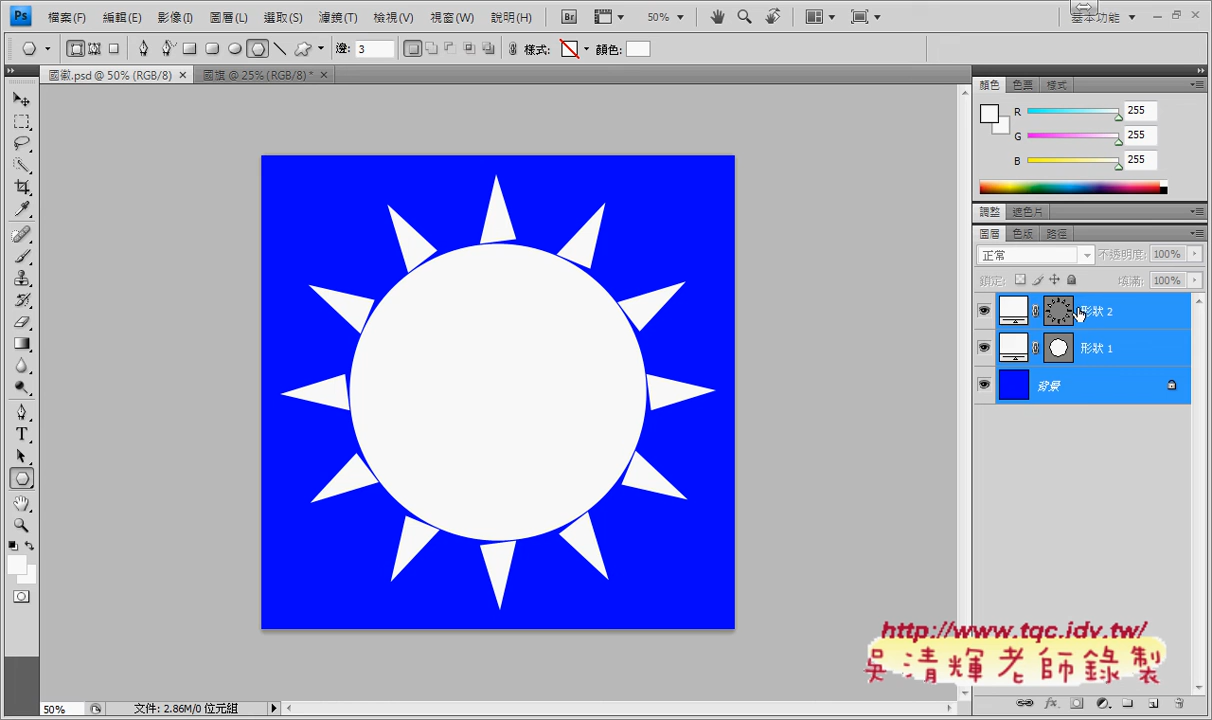 Ps 檔案(F) 編輯(E) 影像(I) 圖層(L) 選取(S) 濾鏡(T) 檢視(V) 視窗(W) 說明(H) Br 50% 基本功能
邊: 3 樣式: 顏色:
國徽.psd @ 50% (RGB/8) 國旗 @ 25% (RGB/8) *
顏色 色票 樣式
R 255
G 255
B 255
調整 遮色片
圖層 色版 路徑
正常 不透明度: 100%
鎖定: 填滿: 100%
形狀 2
形狀 1
背景
T
http://www.tqc.idv.tw/
吳清輝老師錄製
50% 文件: 2.86M/0 位元組
fx